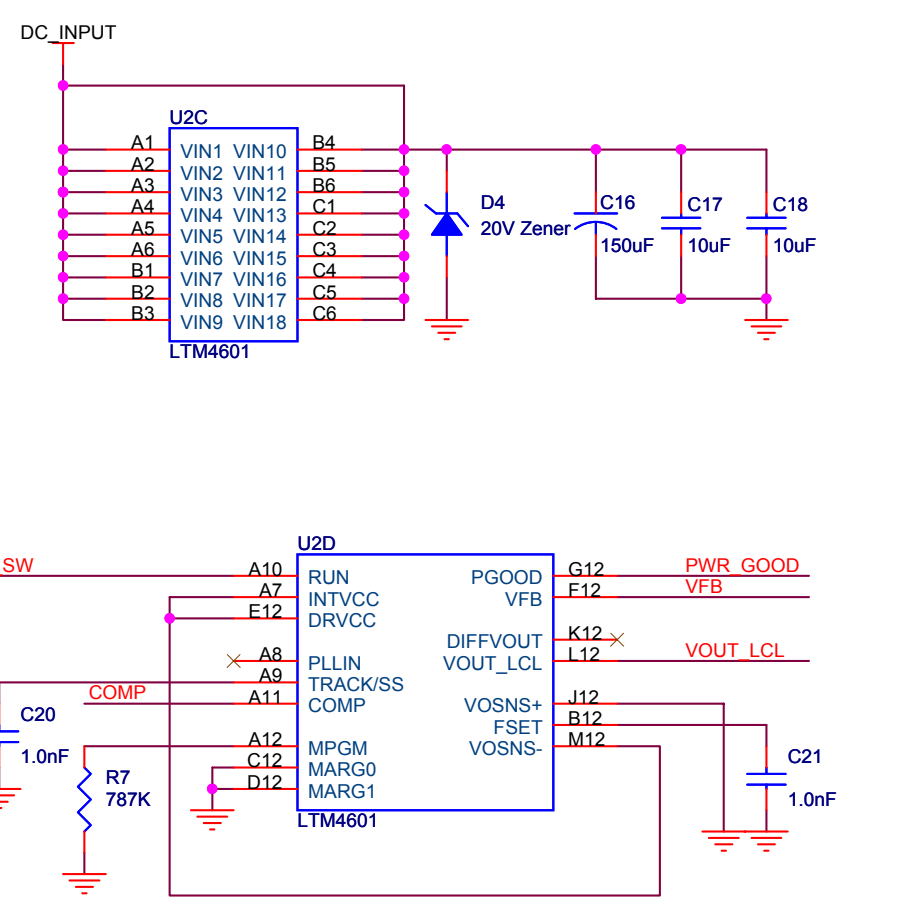 DC_INPUT
U2C
A1 VIN1 VIN10 B4
A2 VIN2 VIN11 B5
A3 VIN3 VIN12 B6
A4 VIN4 VIN13 C1
A5 VIN5 VIN14 C2
A6 VIN6 VIN15 C3
B1 VIN7 VIN16 C4
B2 VIN8 VIN17 C5
B3 VIN9 VIN18 C6
LTM4601
D4
20V Zener
C16
150uF
C17
10uF
C18
10uF
U2D
SW A10 RUN PGOOD G12 PWR_GOOD
A7 INTVCC VFB F12 VFB
E12 DRVCC
DIFFVOUT K12
A8 PLLIN VOUT_LCL L12 VOUT_LCL
A9 TRACK/SS
COMP A11 COMP VOSNS+ J12
FSET B12
A12 MPGM VOSNS- M12
C12 MARG0
D12 MARG1
LTM4601
C20
1.0nF
R7
787K
C21
1.0nF